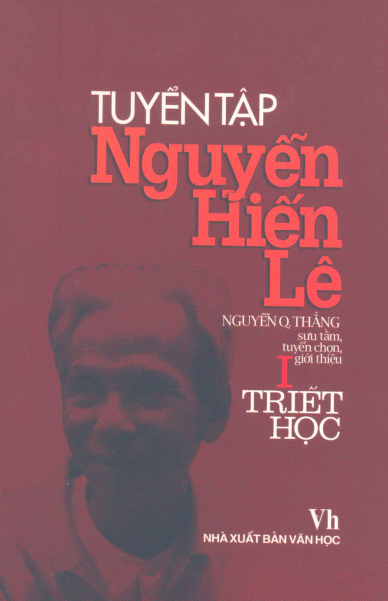 TUYỂN TẬP
Nguyễn
Hiến
Lê
NGUYỄN Q. THẮNG
sưu tầm,
tuyển chọn,
giới thiệu
I
TRIẾT
HỌC
Vh
NHÀ XUẤT BẢN VĂN HỌC